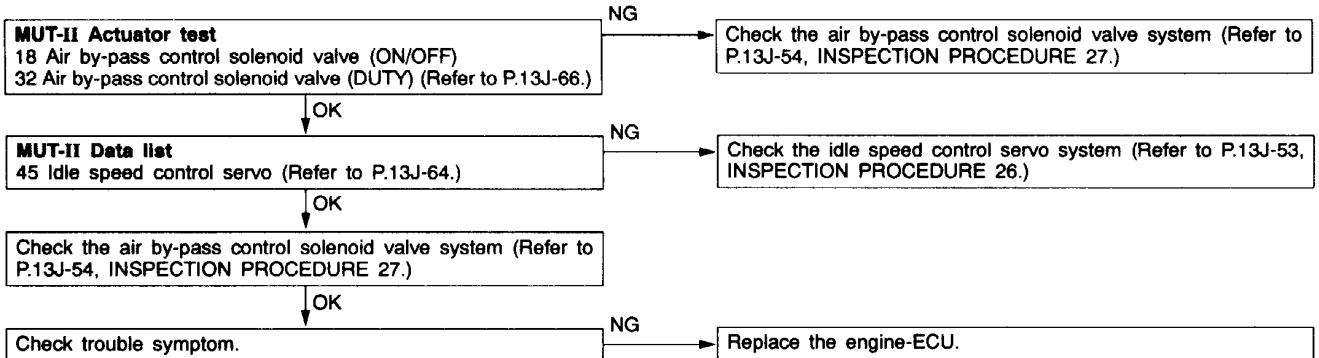 MUT-II Actuator test
18 Air by-pass control solenoid valve (ON/OFF)
32 Air by-pass control solenoid valve (DUTY) (Refer to P.13J-66.)
NG
Check the air by-pass control solenoid valve system (Refer to
P.13J-54, INSPECTION PROCEDURE 27.)
OK
MUT-II Data list
45 Idle speed control servo (Refer to P.13J-64.)
NG
Check the idle speed control servo system (Refer to P.13J-53,
INSPECTION PROCEDURE 26.)
OK
Check the air by-pass control solenoid valve system (Refer to
P.13J-54, INSPECTION PROCEDURE 27.)
OK
Check trouble symptom.
NG
Replace the engine-ECU.